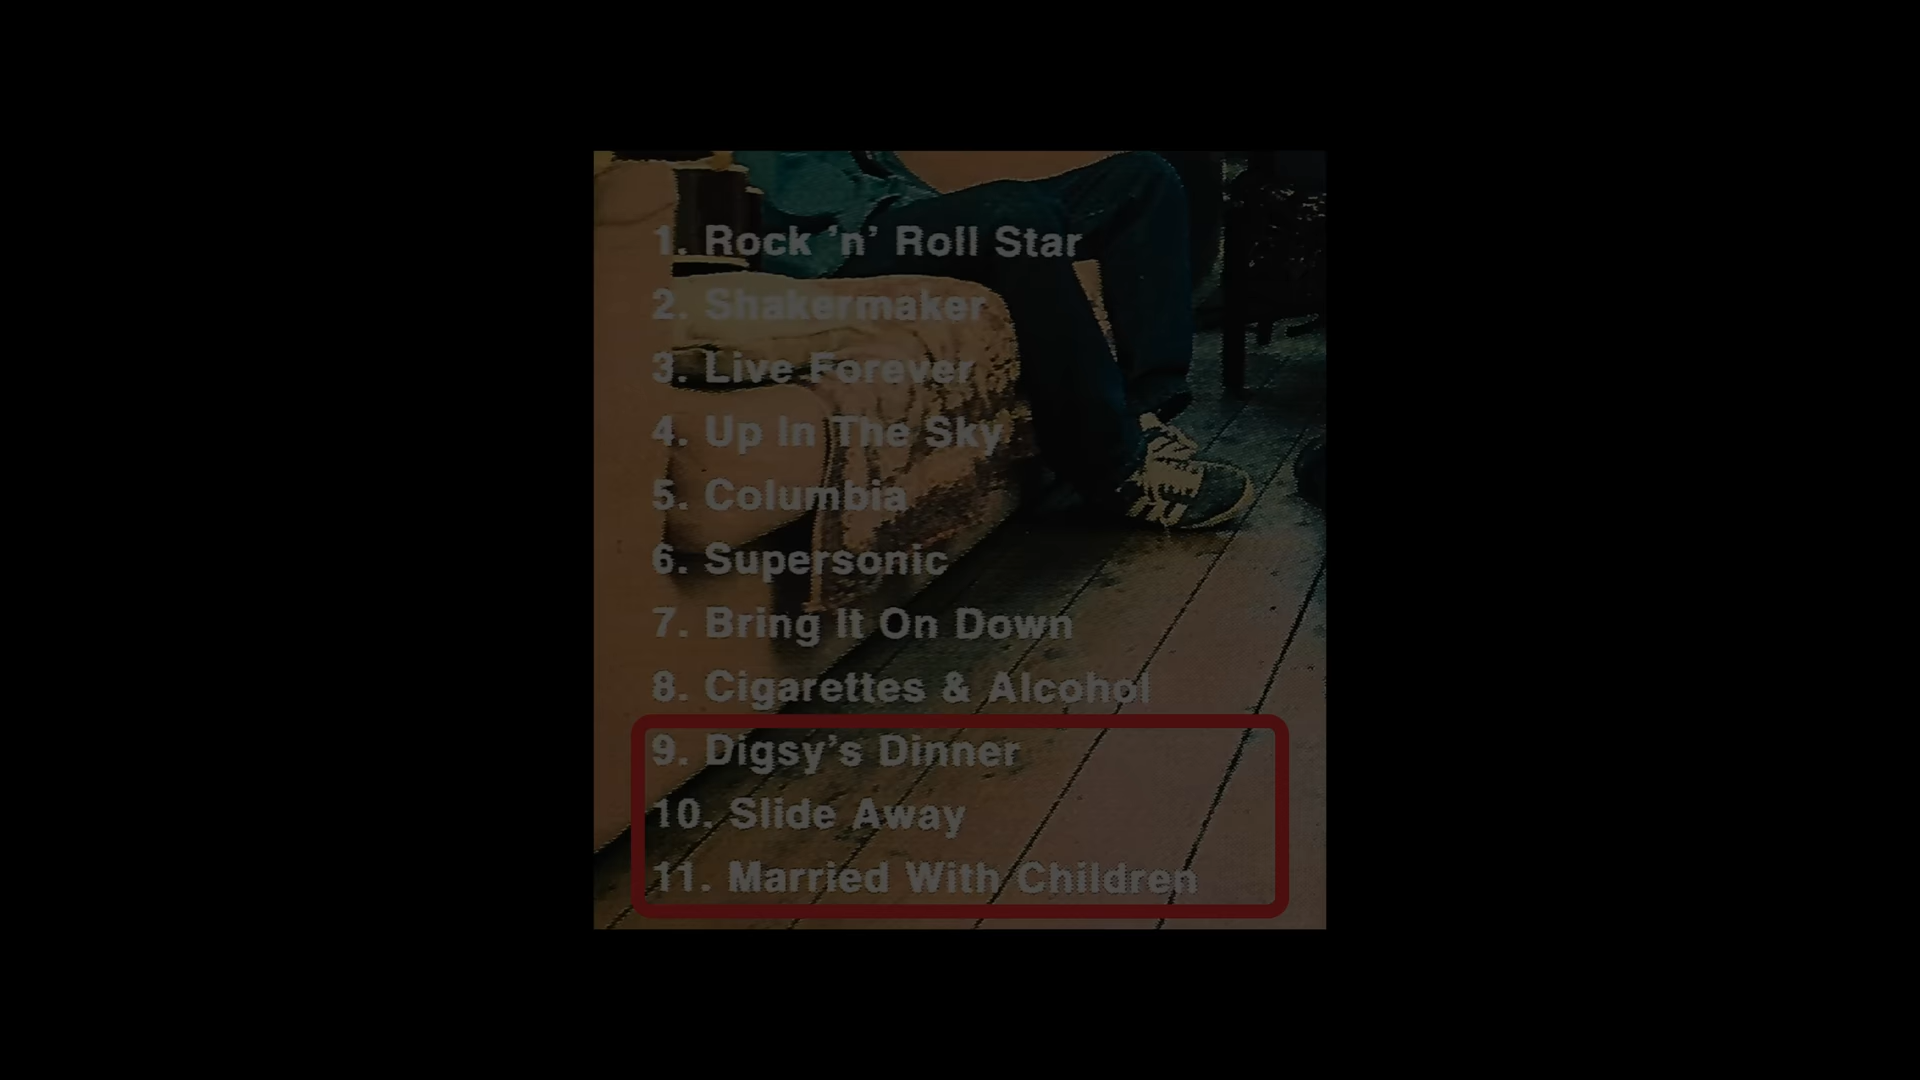 1. Rock 'n' Roll Star
2. Shakermaker
3. Live Forever
4. Up In The Sky
5. Columbia
6. Supersonic
7. Bring It On Down
8. Cigarettes & Alcohol
9. Digsy's Dinner
10. Slide Away
11. Married With Children